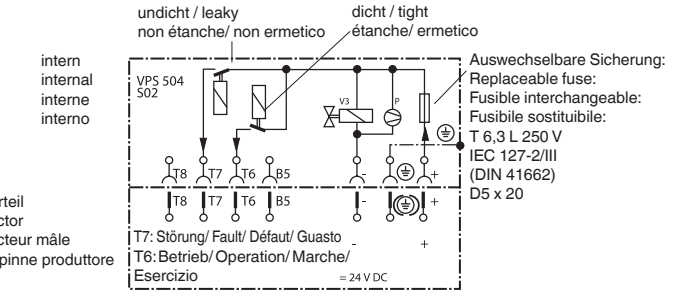 undicht / leaky
non étanche/ non ermetico
dicht / tight
étanche/ ermetico
intern
internal
interne
interno
VPS 504
S02
V3
P
Auswechselbare Sicherung:
Replaceable fuse:
Fusible interchangeable:
Fusibile sostituibile:
T 6,3 L 250 V
IEC 127-2/III
(DIN 41662)
D5 x 20
T8 T7 T6 B5 - +
T8 T7 T6 B5 - +
rteil
ctor
cteur mâle
pinne produttore
T7: Störung/ Fault/ Défaut/ Guasto
- +
T6: Betrieb/ Operation/ Marche/
Esercizio
= 24 V DC